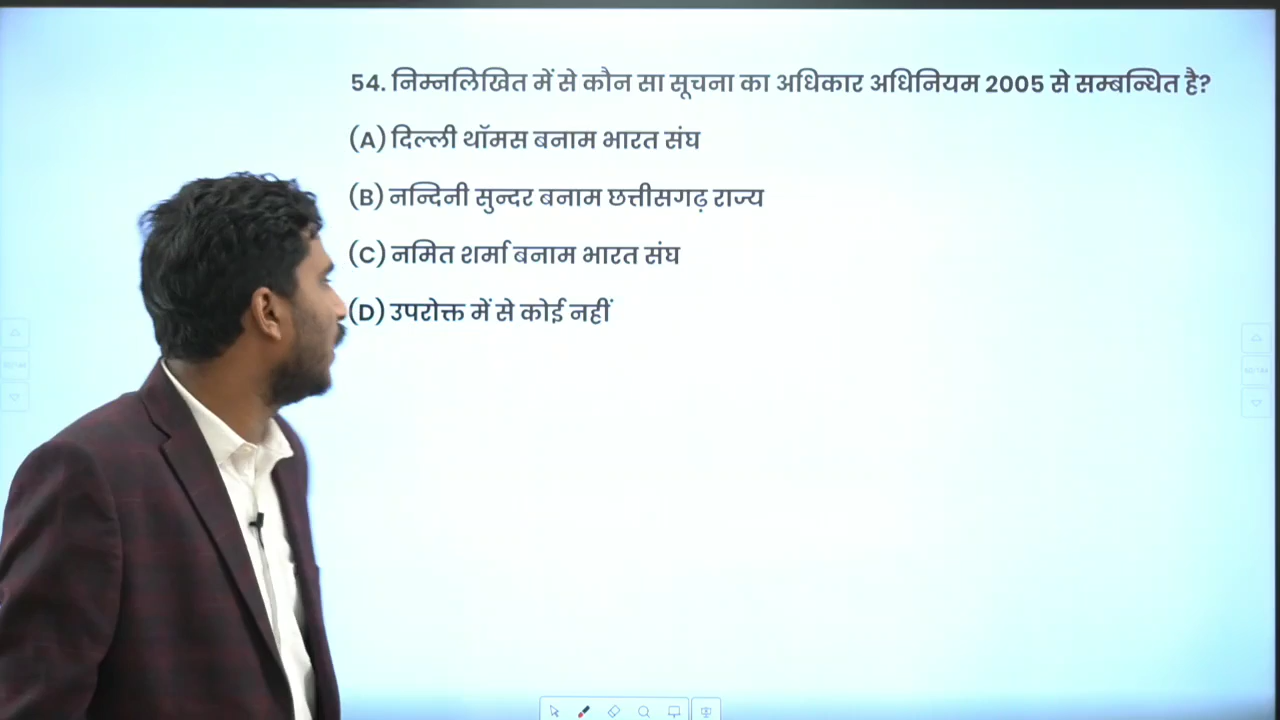 54. निम्नलिखित में से कौन सा सूचना का अधिकार अधिनियम 2005 से सम्बन्धित है?
(A) दिल्ली थॉमस बनाम भारत संघ
(B) नन्दिनी सुन्दर बनाम छत्तीसगढ़ राज्य
(C) नमित शर्मा बनाम भारत संघ
(D) उपरोक्त में से कोई नहीं